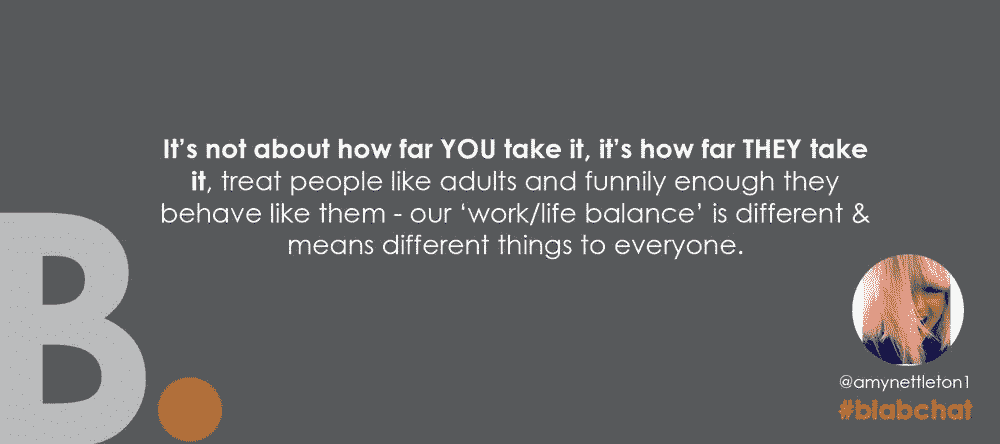 It’s not about how far YOU take it, it’s how far THEY take
it, treat people like adults and funnily enough they
behave like them - our ‘work/life balance’ is different &
means different things to everyone.
B.
@amynettleton1
#blabchat